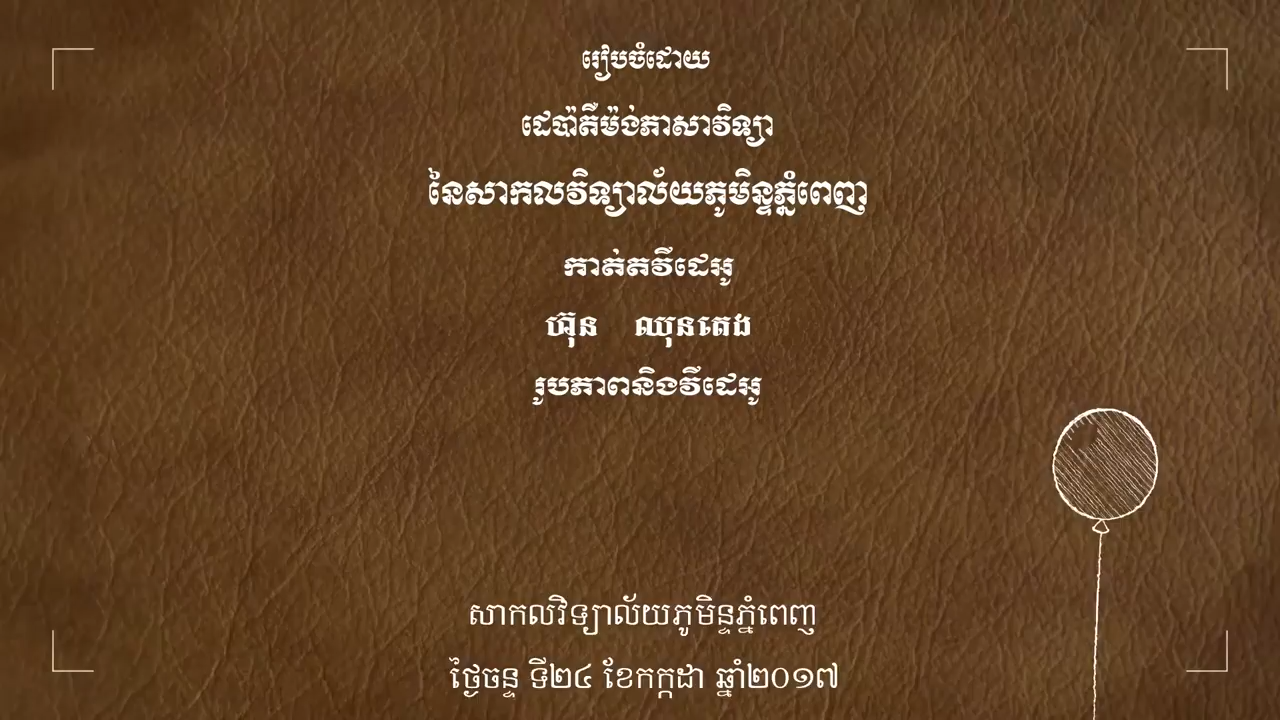 រៀបចំដោយ
ដេប៉ាតឺម៉ង់ភាសាវិទ្យា
នៃសាកលវិទ្យាល័យភូមិន្ទភ្នំពេញ
កាត់តវីដេអូ
ហ៊ុន ឈុនតេង
រូបភាពនិងវីដេអូ
សាកលវិទ្យាល័យភូមិន្ទភ្នំពេញ
ថ្ងៃចន្ទ ទី២៤ ខែកក្កដា ឆ្នាំ២០១៧